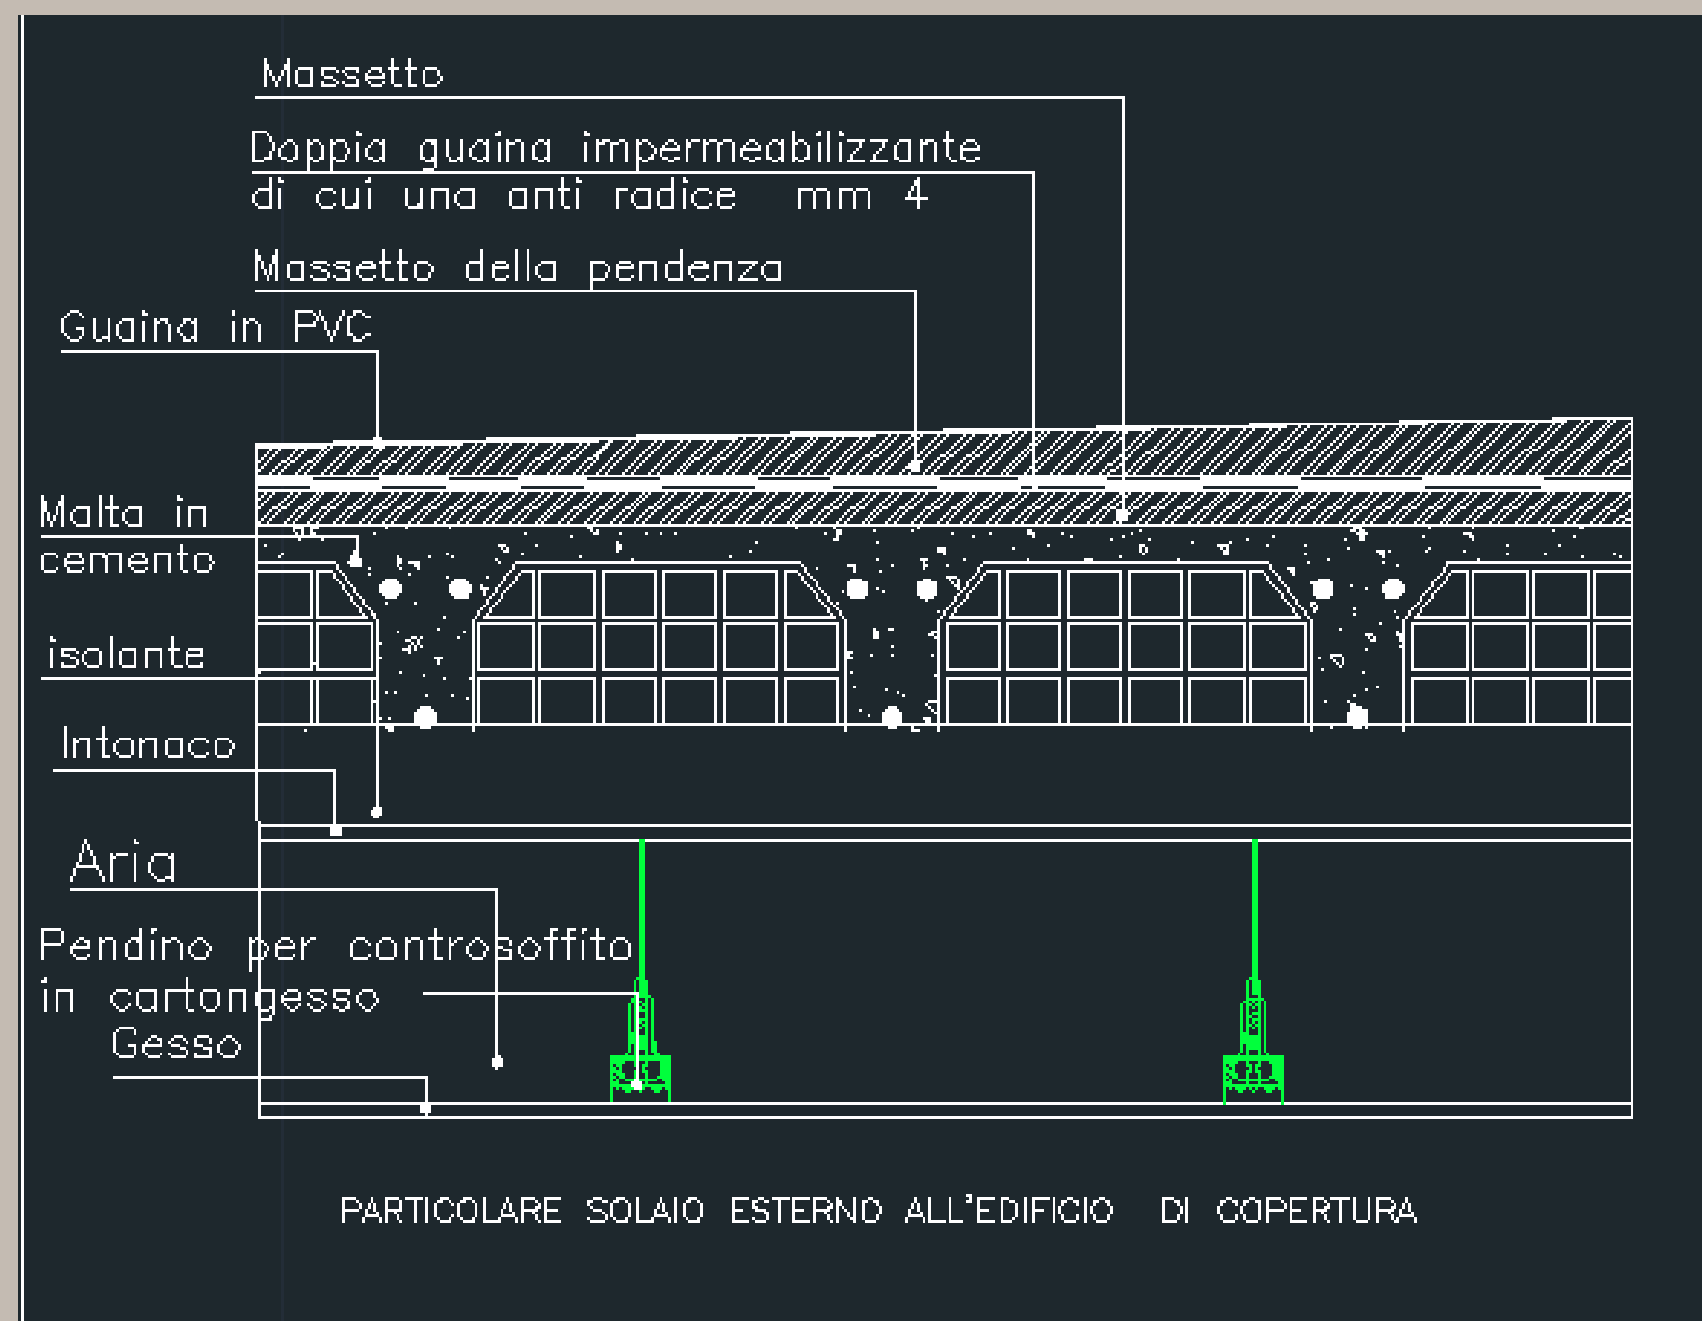 Massetto
Doppia guaina impermeabilizzante
di cui una anti radice mm 4
Massetto della pendenza
Guaina in PVC
Malta in
cemento
isolante
Intonaco
Aria
Pendino per controsoffito
in cartongesso
Gesso
PARTICOLARE SOLAIO ESTERNO ALL'EDIFICIO DI COPERTURA